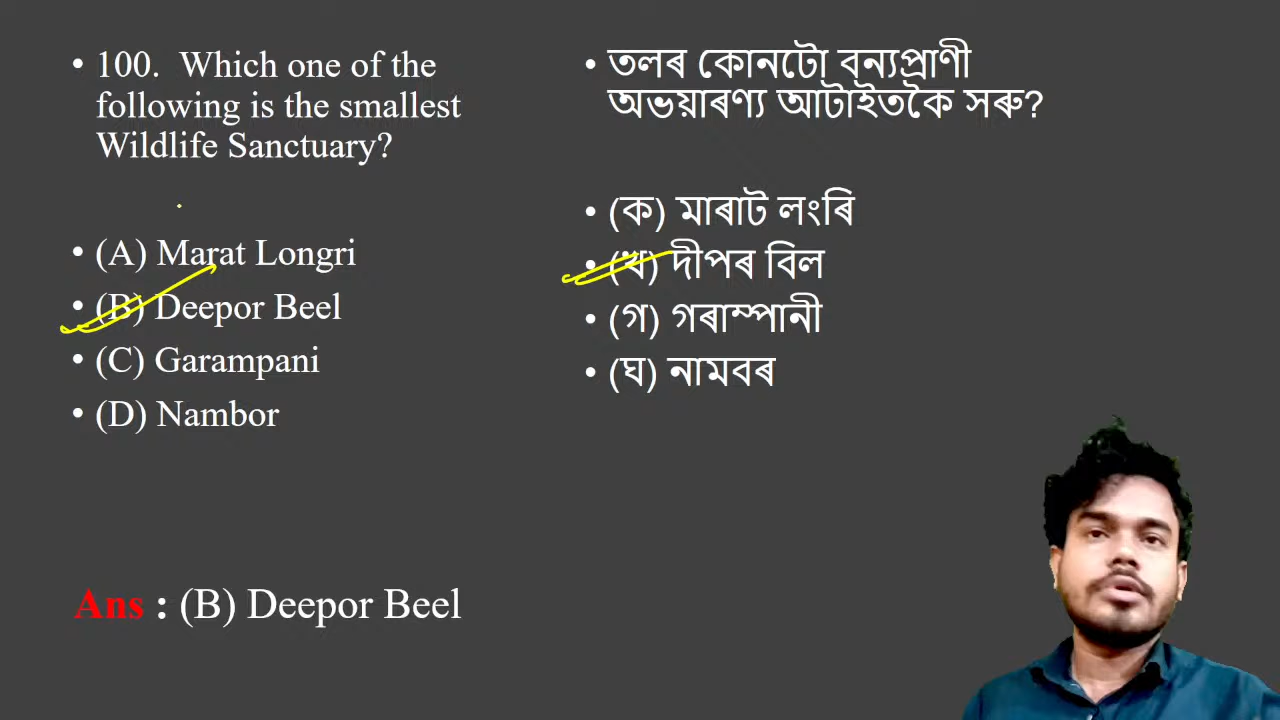 • 100. Which one of the
following is the smallest
Wildlife Sanctuary?
• (A) Marat Longri
• (B) Deepor Beel
• (C) Garampani
• (D) Nambor
• তলৰ কোনটো বন্যপ্ৰাণী
অভয়াৰণ্য আটাইতকৈ সৰু?
• (ক) মাৰাট লংৰি
• (খ) দীপৰ বিল
• (গ) গৰাম্পানী
• (ঘ) নামবৰ
Ans : (B) Deepor Beel